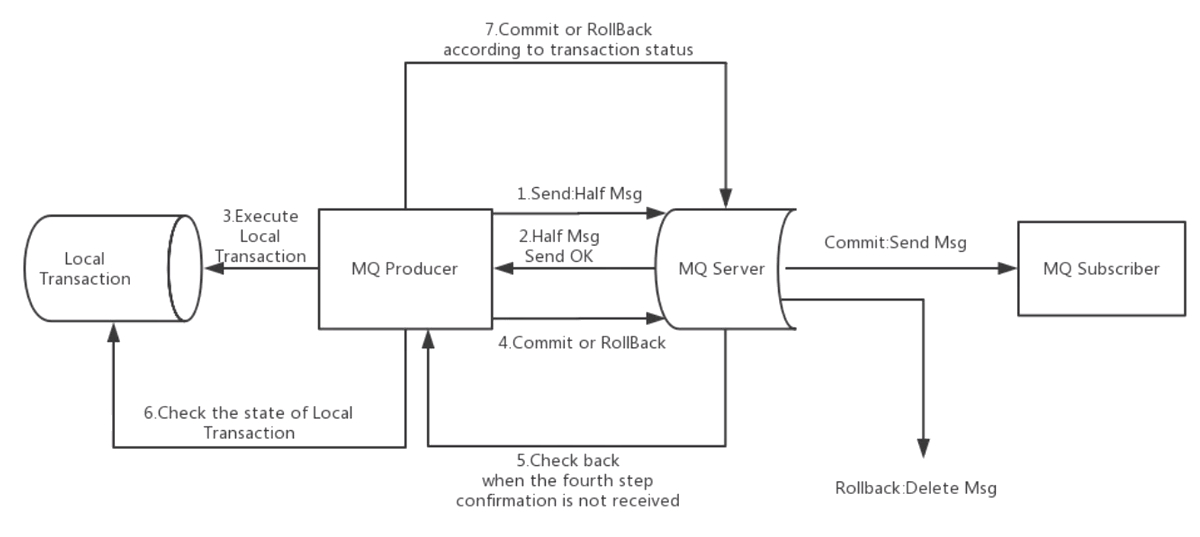 7.Commit or RollBack
according to transaction status
1.Send:Half Msg
3.Execute
Local
Transaction
2.Half Msg
Send OK
Commit:Send Msg
Local
Transaction
MQ Producer
MQ Server
MQ Subscriber
4.Commit or RollBack
6.Check the state of Local
Transaction
5.Check back
when the fourth step
confirmation is not received
Rollback:Delete Msg